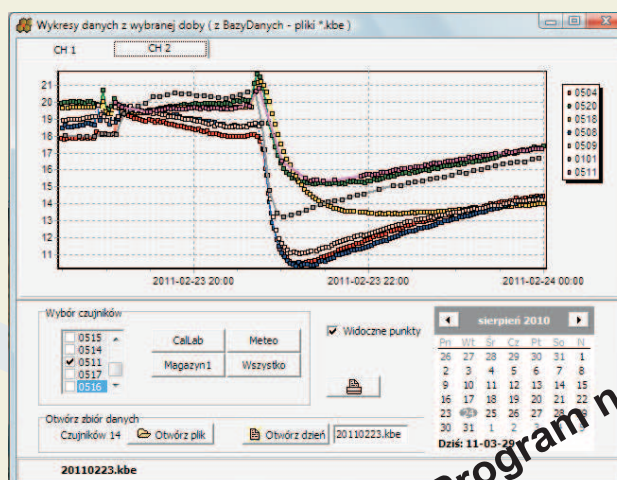 Wykresy danych z wybranej doby ( z BazyDanych - pliki *.kbe )
CH 1 CH 2
21
20
19
18
17
16
15
14
13
12
11
0504
0520
0518
0508
0509
0101
0511
2011-02-23 20:00 2011-02-23 22:00 2011-02-24 00:00
Wybór czujników
0515
0514
0511
0517
0516
CalLab Meteo
Magazyn1 Wszystko
Widoczne punkty
sierpień 2010
Pn Wt Śr Cz Pt So N
26 27 28 29 30 31 1
2 3 4 5 6 7 8
9 10 11 12 13 14 15
16 17 18 19 20 21 22
23 24 25 26 27 28
30 31 1 2 3
Dziś: 11-03-29
Otwórz zbiór danych
Czujników 14 Otwórz plik Otwórz dzień 20110223.kbe
20110223.kbe
Program n